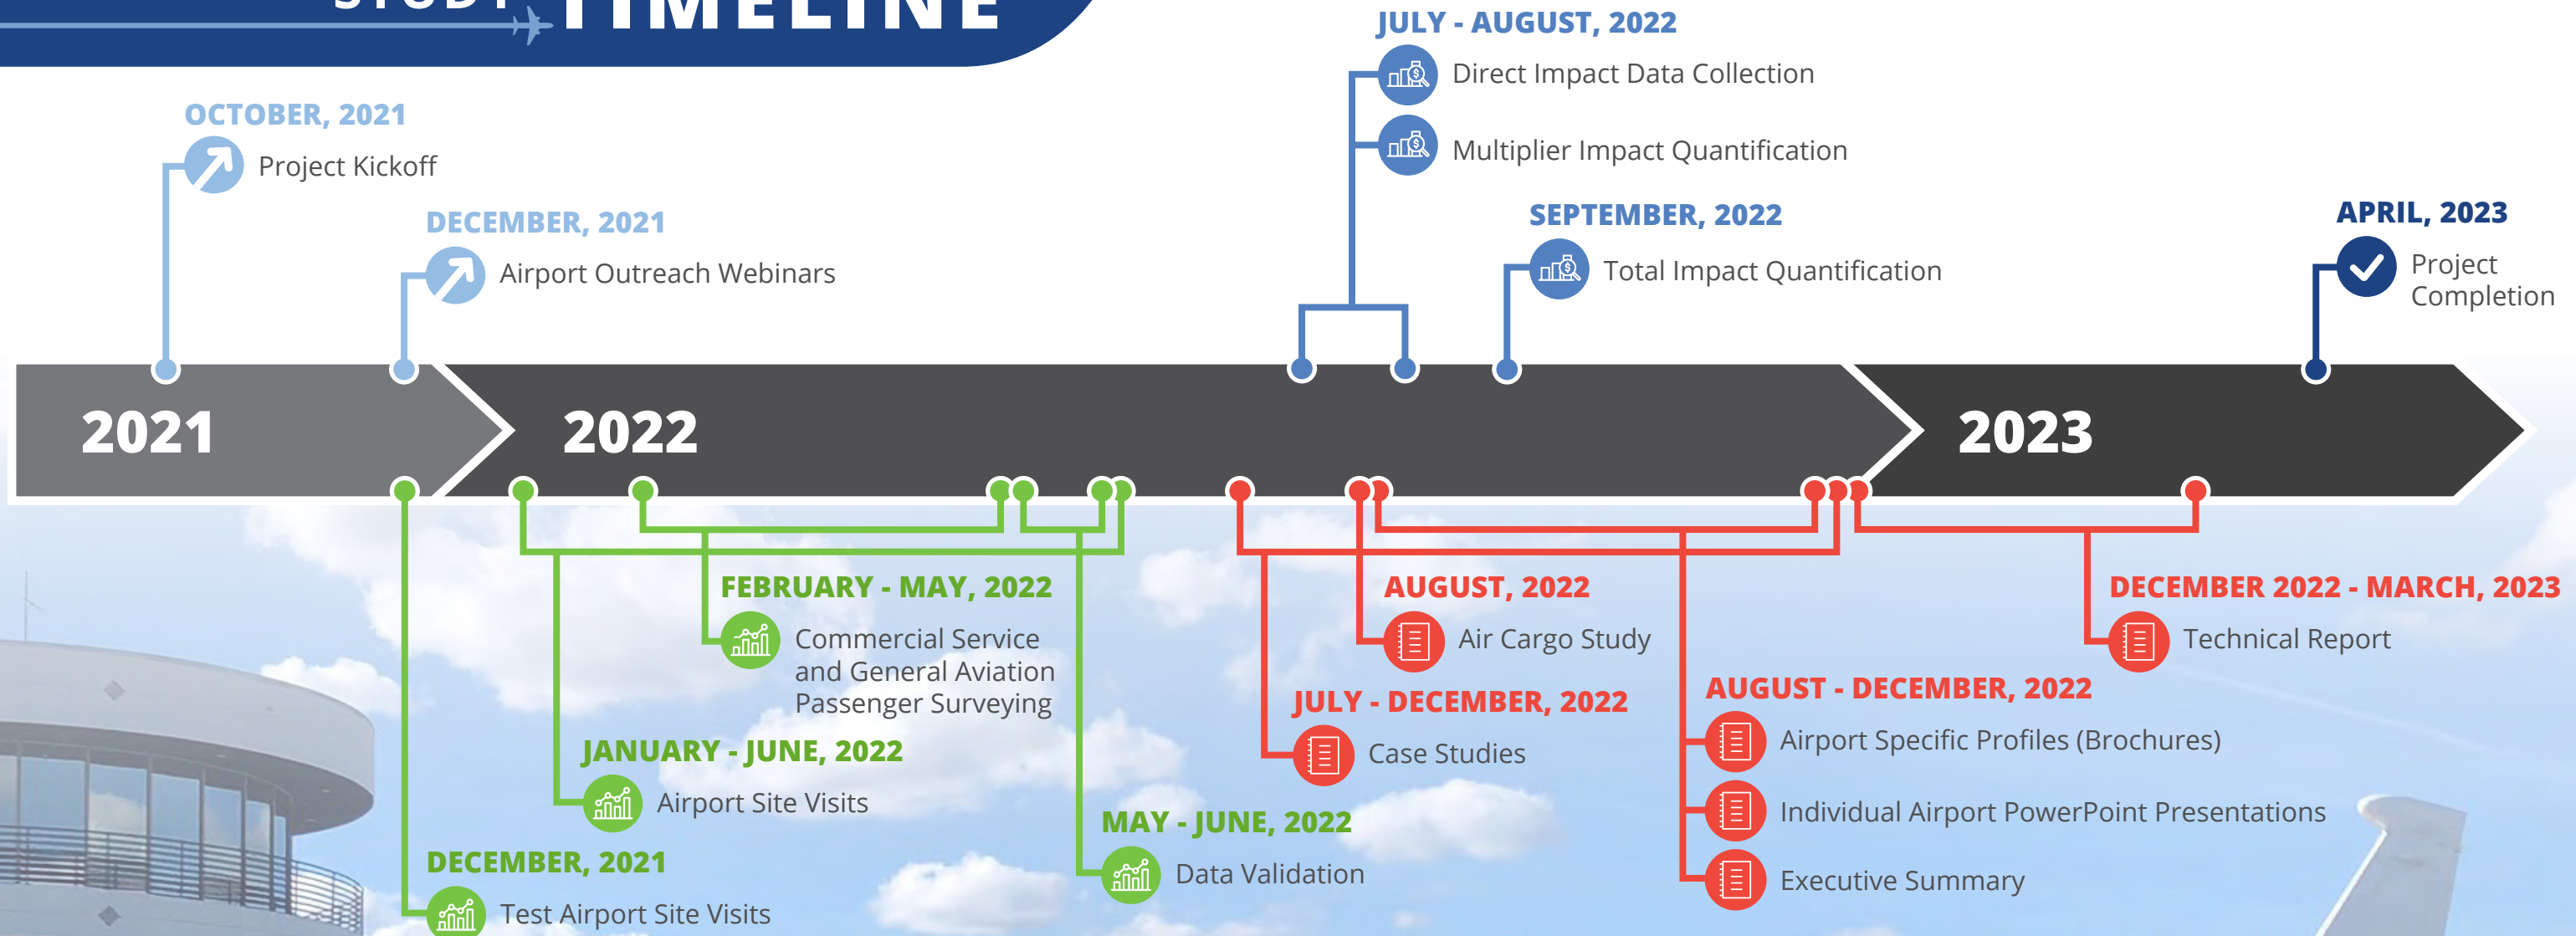 STUDY
TIMELINE
JULY - AUGUST, 2022
Direct Impact Data Collection
Multiplier Impact Quantification
OCTOBER, 2021
Project Kickoff
DECEMBER, 2021
Airport Outreach Webinars
SEPTEMBER, 2022
Total Impact Quantification
APRIL, 2023
Project
Completion
2021
2022
2023
FEBRUARY - MAY, 2022
Commercial Service
and General Aviation
Passenger Surveying
JANUARY - JUNE, 2022
Airport Site Visits
DECEMBER, 2021
Test Airport Site Visits
MAY - JUNE, 2022
Data Validation
AUGUST, 2022
Air Cargo Study
JULY - DECEMBER, 2022
Case Studies
AUGUST - DECEMBER, 2022
Airport Specific Profiles (Brochures)
Individual Airport PowerPoint Presentations
Executive Summary
DECEMBER 2022 - MARCH, 2023
Technical Report